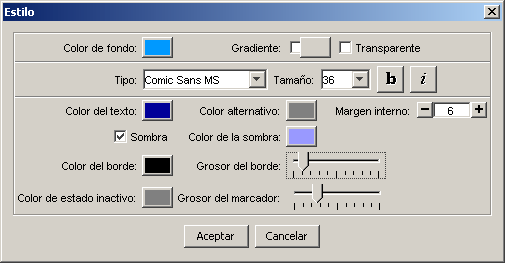 Estilo
Color de fondo: Gradiente: Transparente
Tipo: Comic Sans MS Tamaño: 36 b i
Color del texto: Color alternativo: Margen interno: 6
Sombra Color de la sombra:
Color del borde: Grosor del borde:
Color de estado inactivo: Grosor del marcador:
Aceptar Cancelar